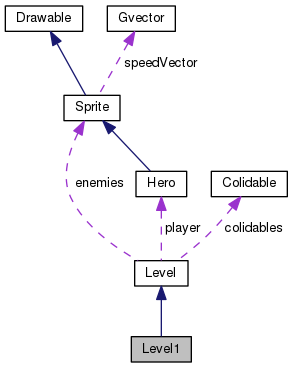 Drawable
Gvector
speedVector
Sprite
enemies
Hero
Colidable
player
colidables
Level
Level1